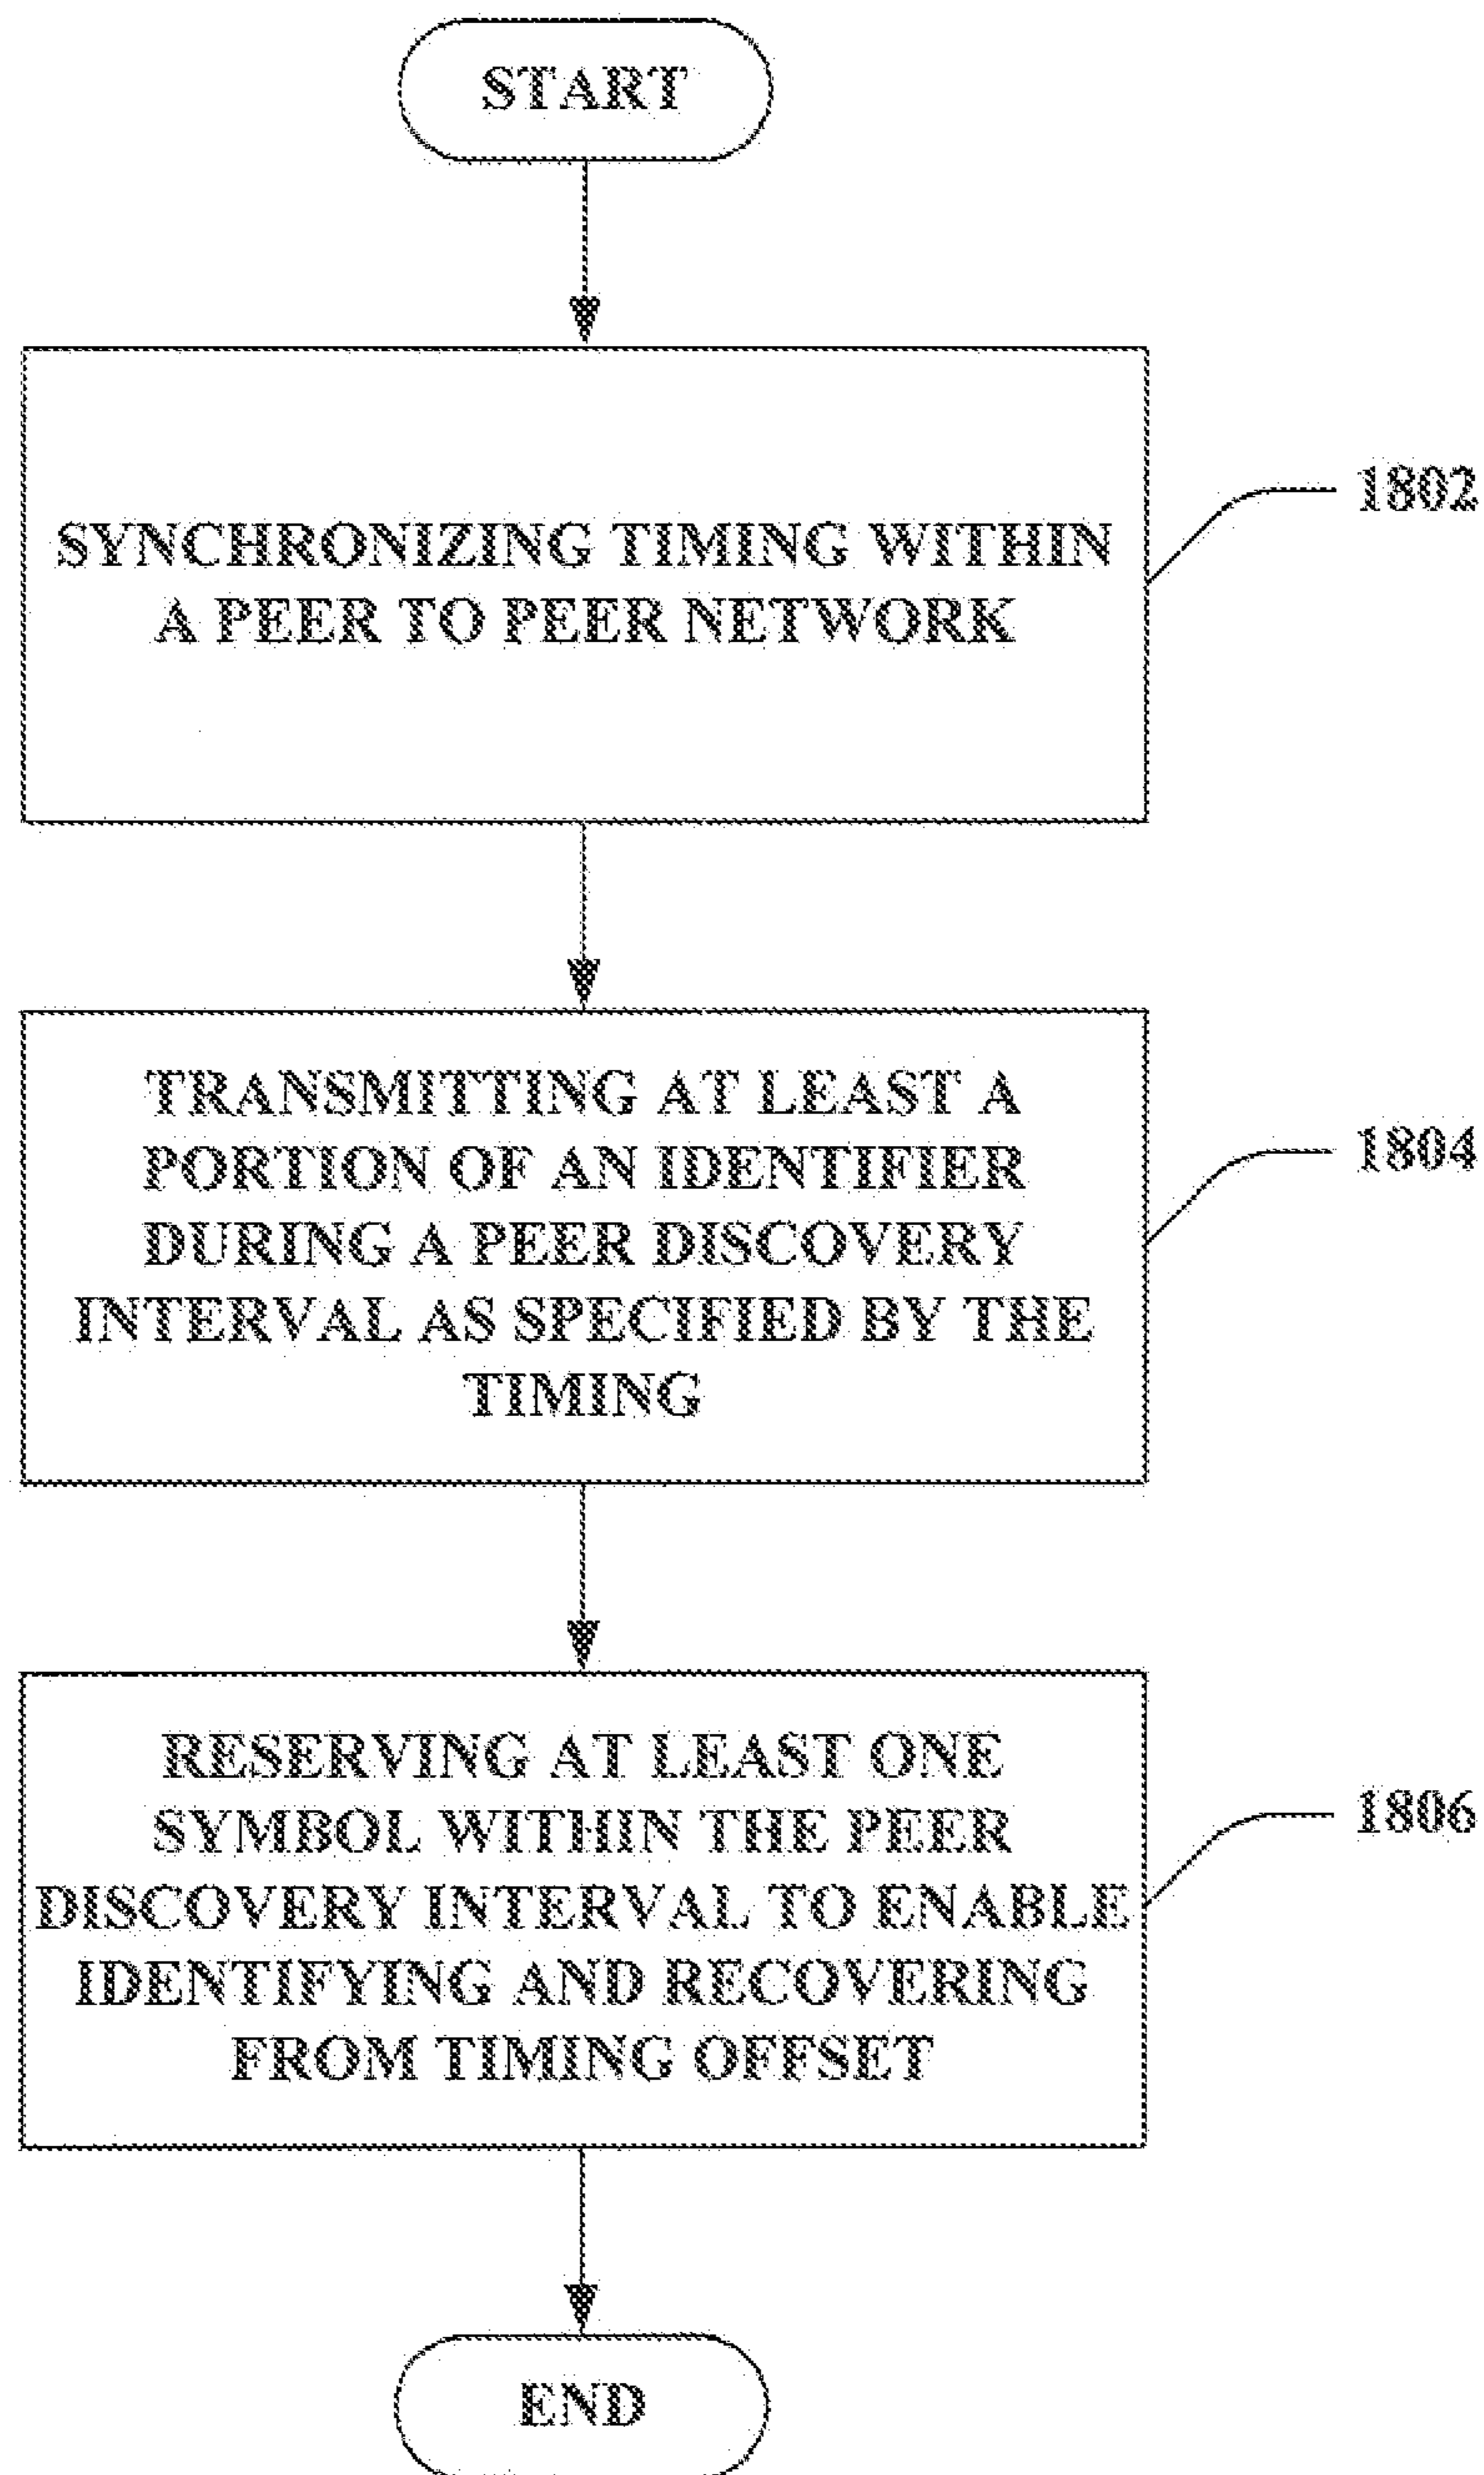 START
SYNCHRONIZING TIMING WITHIN
A PEER TO PEER NETWORK
1802
TRANSMITTING AT LEAST A
PORTION OF AN IDENTIFIER
DURING A PEER DISCOVERY
INTERVAL AS SPECIFIED BY THE
TIMING
1804
RESERVING AT LEAST ONE
SYMBOL WITHIN THE PEER
DISCOVERY INTERVAL TO ENABLE
IDENTIFYING AND RECOVERING
FROM TIMING OFFSET
1806
END